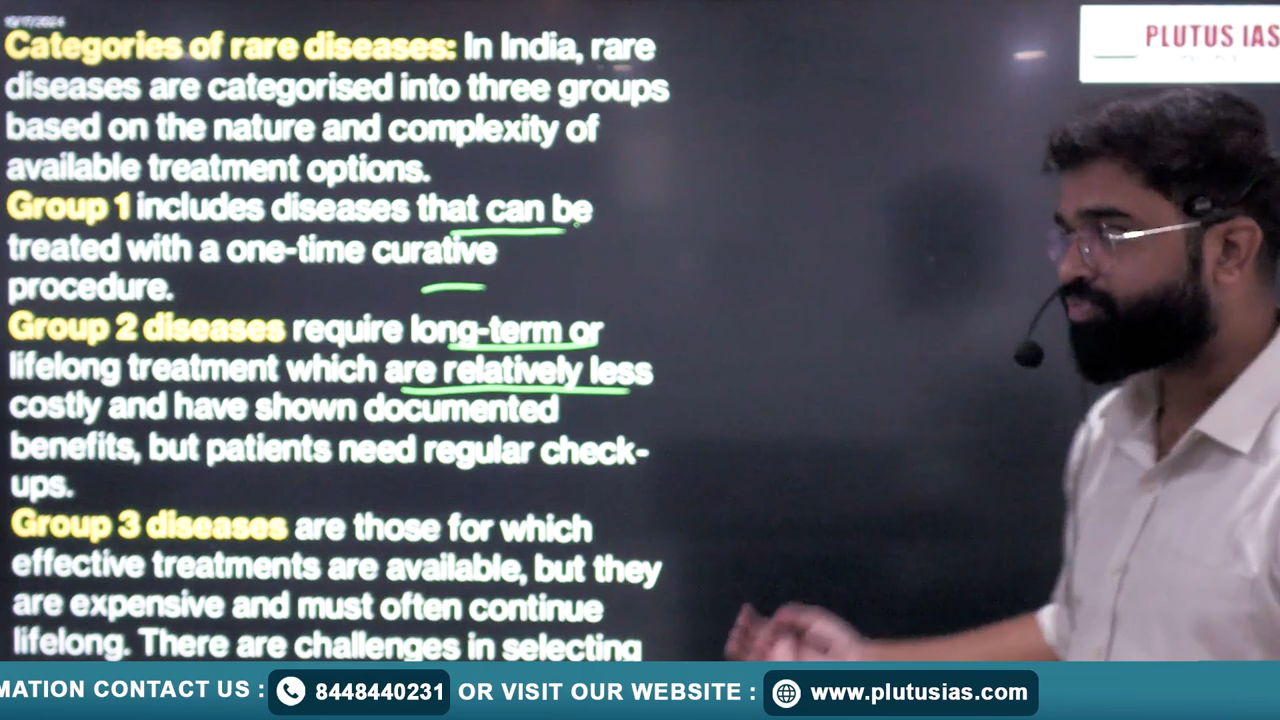 10/17/2024
PLUTUS IAS
Categories of rare diseases: In India, rare
diseases are categorised into three groups
based on the nature and complexity of
available treatment options.
Group 1 includes diseases that can be
treated with a one-time curative
procedure.
Group 2 diseases require long-term or
lifelong treatment which are relatively less
costly and have shown documented
benefits, but patients need regular check-
ups.
Group 3 diseases are those for which
effective treatments are available, but they
are expensive and must often continue
lifelong. There are challenges in selecting
MATION CONTACT US : 8448440231 OR VISIT OUR WEBSITE : www.plutusias.com